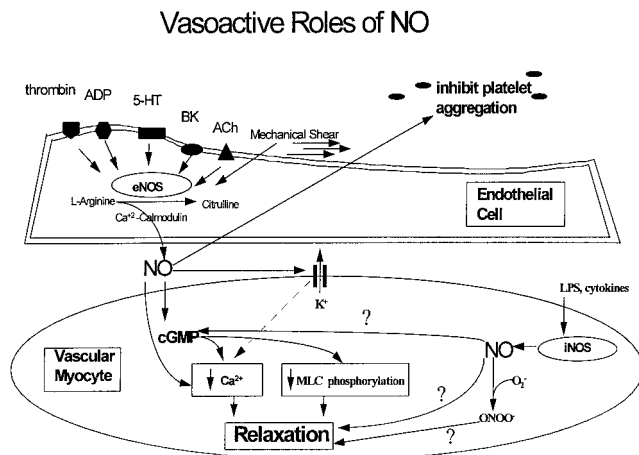 Vasoactive Roles of NO
thrombin
ADP
5-HT
BK
ACh
Mechanical Shear
inhibit platelet
aggregation
eNOS
L-Arginine
Citrulline
Ca⁺²-Calmodulin
Endothelial
Cell
NO
K⁺
LPS, cytokines
?
cGMP
NO
iNOS
Vascular
Myocyte
Ca²⁺
MLC phosphorylation
?
O₂⁻
ONOO⁻
Relaxation
?